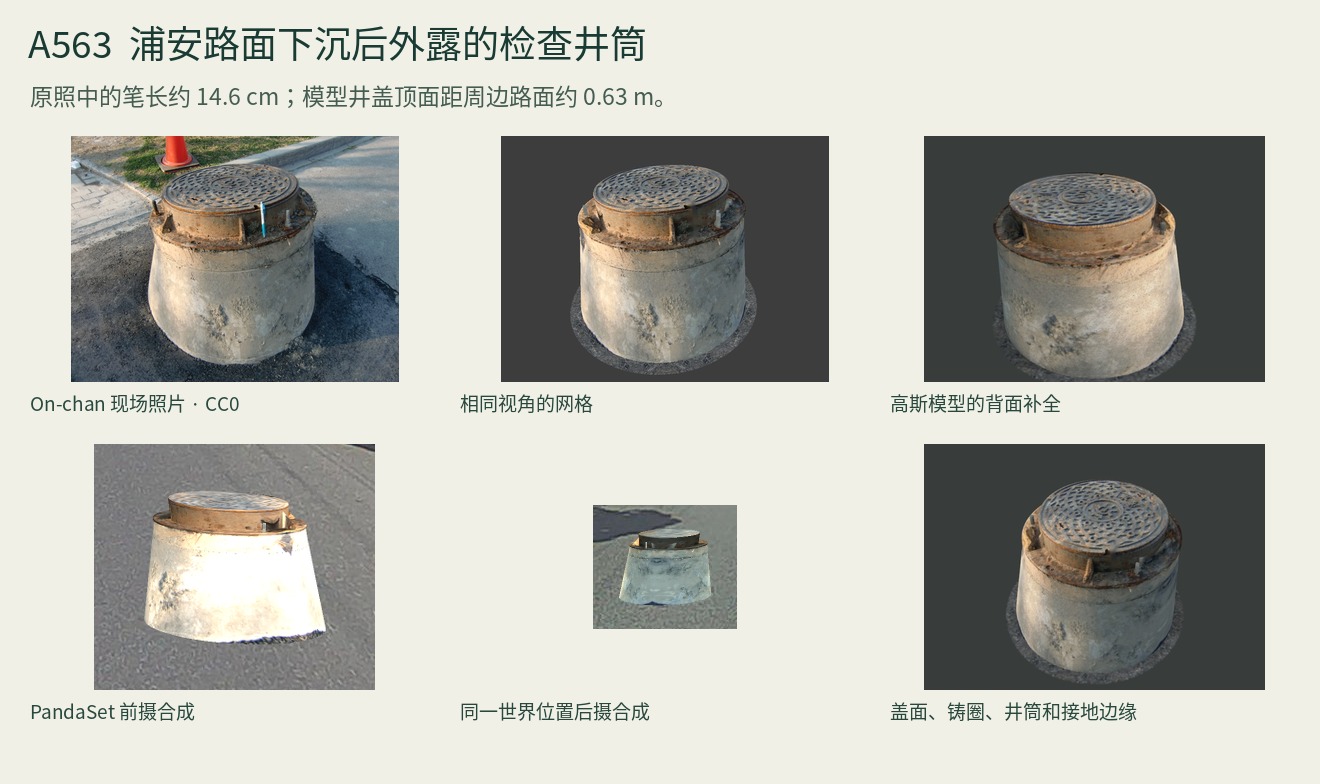 A563 浦安路面下沉后外露的检查井筒
原照中的笔长约 14.6 cm；模型井盖顶面距周边路面约 0.63 m。
On-chan 现场照片 · CC0
相同视角的网格
高斯模型的背面补全
PandaSet 前摄合成
同一世界位置后摄合成
盖面、铸圈、井筒和接地边缘